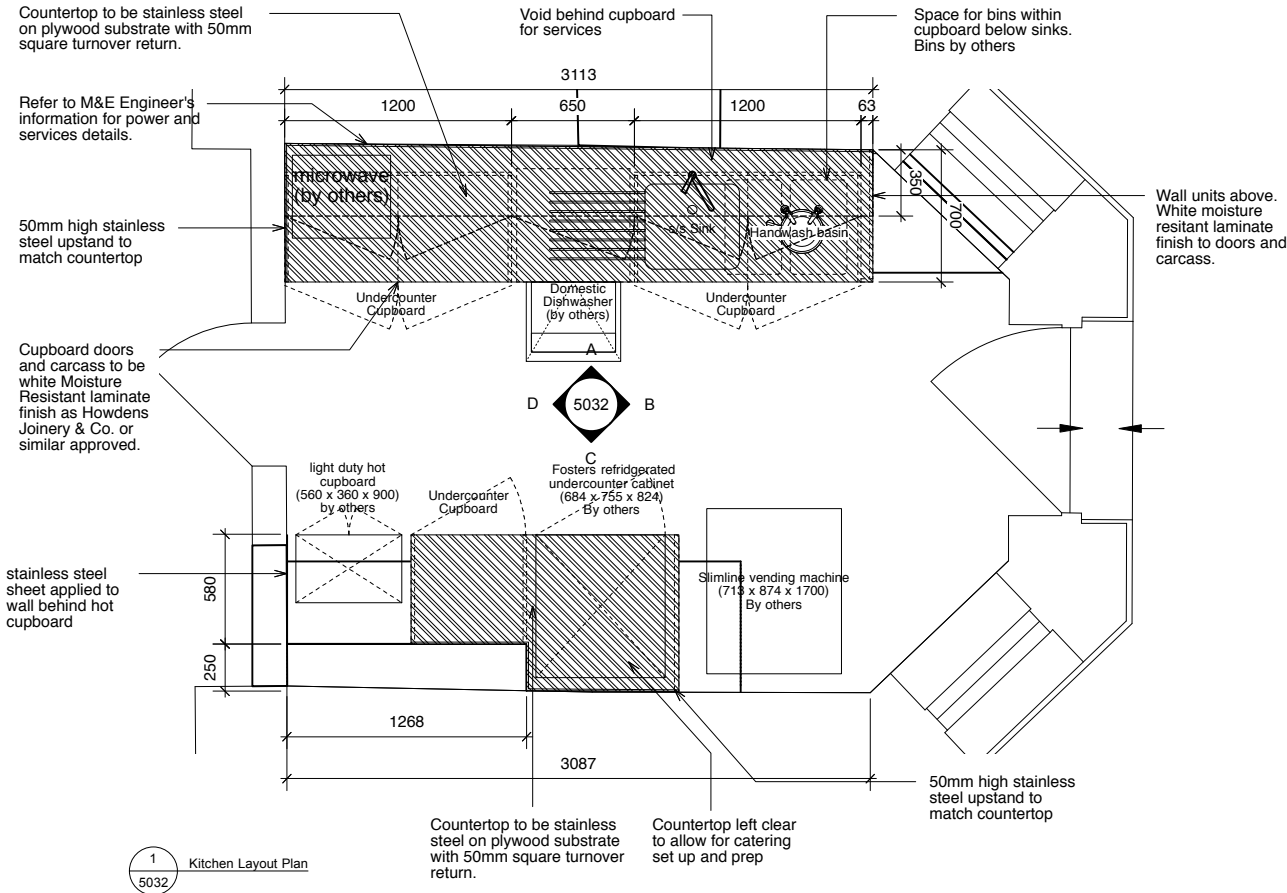 Countertop to be stainless steel
on plywood substrate with 50mm
square turnover return.
Void behind cupboard
for services
Space for bins within
cupboard below sinks.
Bins by others
3113
Refer to M&E Engineer's
information for power and
services details.
1200
650
1200
63
microwave
(by others)
350
700
Wall units above.
White moisture
resitant laminate
finish to doors and
carcass.
50mm high stainless
steel upstand to
match countertop
s/s Sink
Handwash basin
Undercounter
Cupboard
Domestic
Dishwasher
(by others)
Undercounter
Cupboard
Cupboard doors
and carcass to be
white Moisture
Resistant laminate
finish as Howdens
Joinery & Co. or
similar approved.
A
D
5032
B
C
light duty hot
cupboard
(560 x 360 x 900)
by others
Undercounter
Cupboard
Fosters refridgerated
undercounter cabinet
(684 x 755 x 824)
By others
stainless steel
sheet applied to
wall behind hot
cupboard
580
250
Slimline vending machine
(713 x 874 x 1700)
By others
1268
3087
50mm high stainless
steel upstand to
match countertop
Countertop to be stainless
steel on plywood substrate
with 50mm square turnover
return.
Countertop left clear
to allow for catering
set up and prep
1
5032
Kitchen Layout Plan